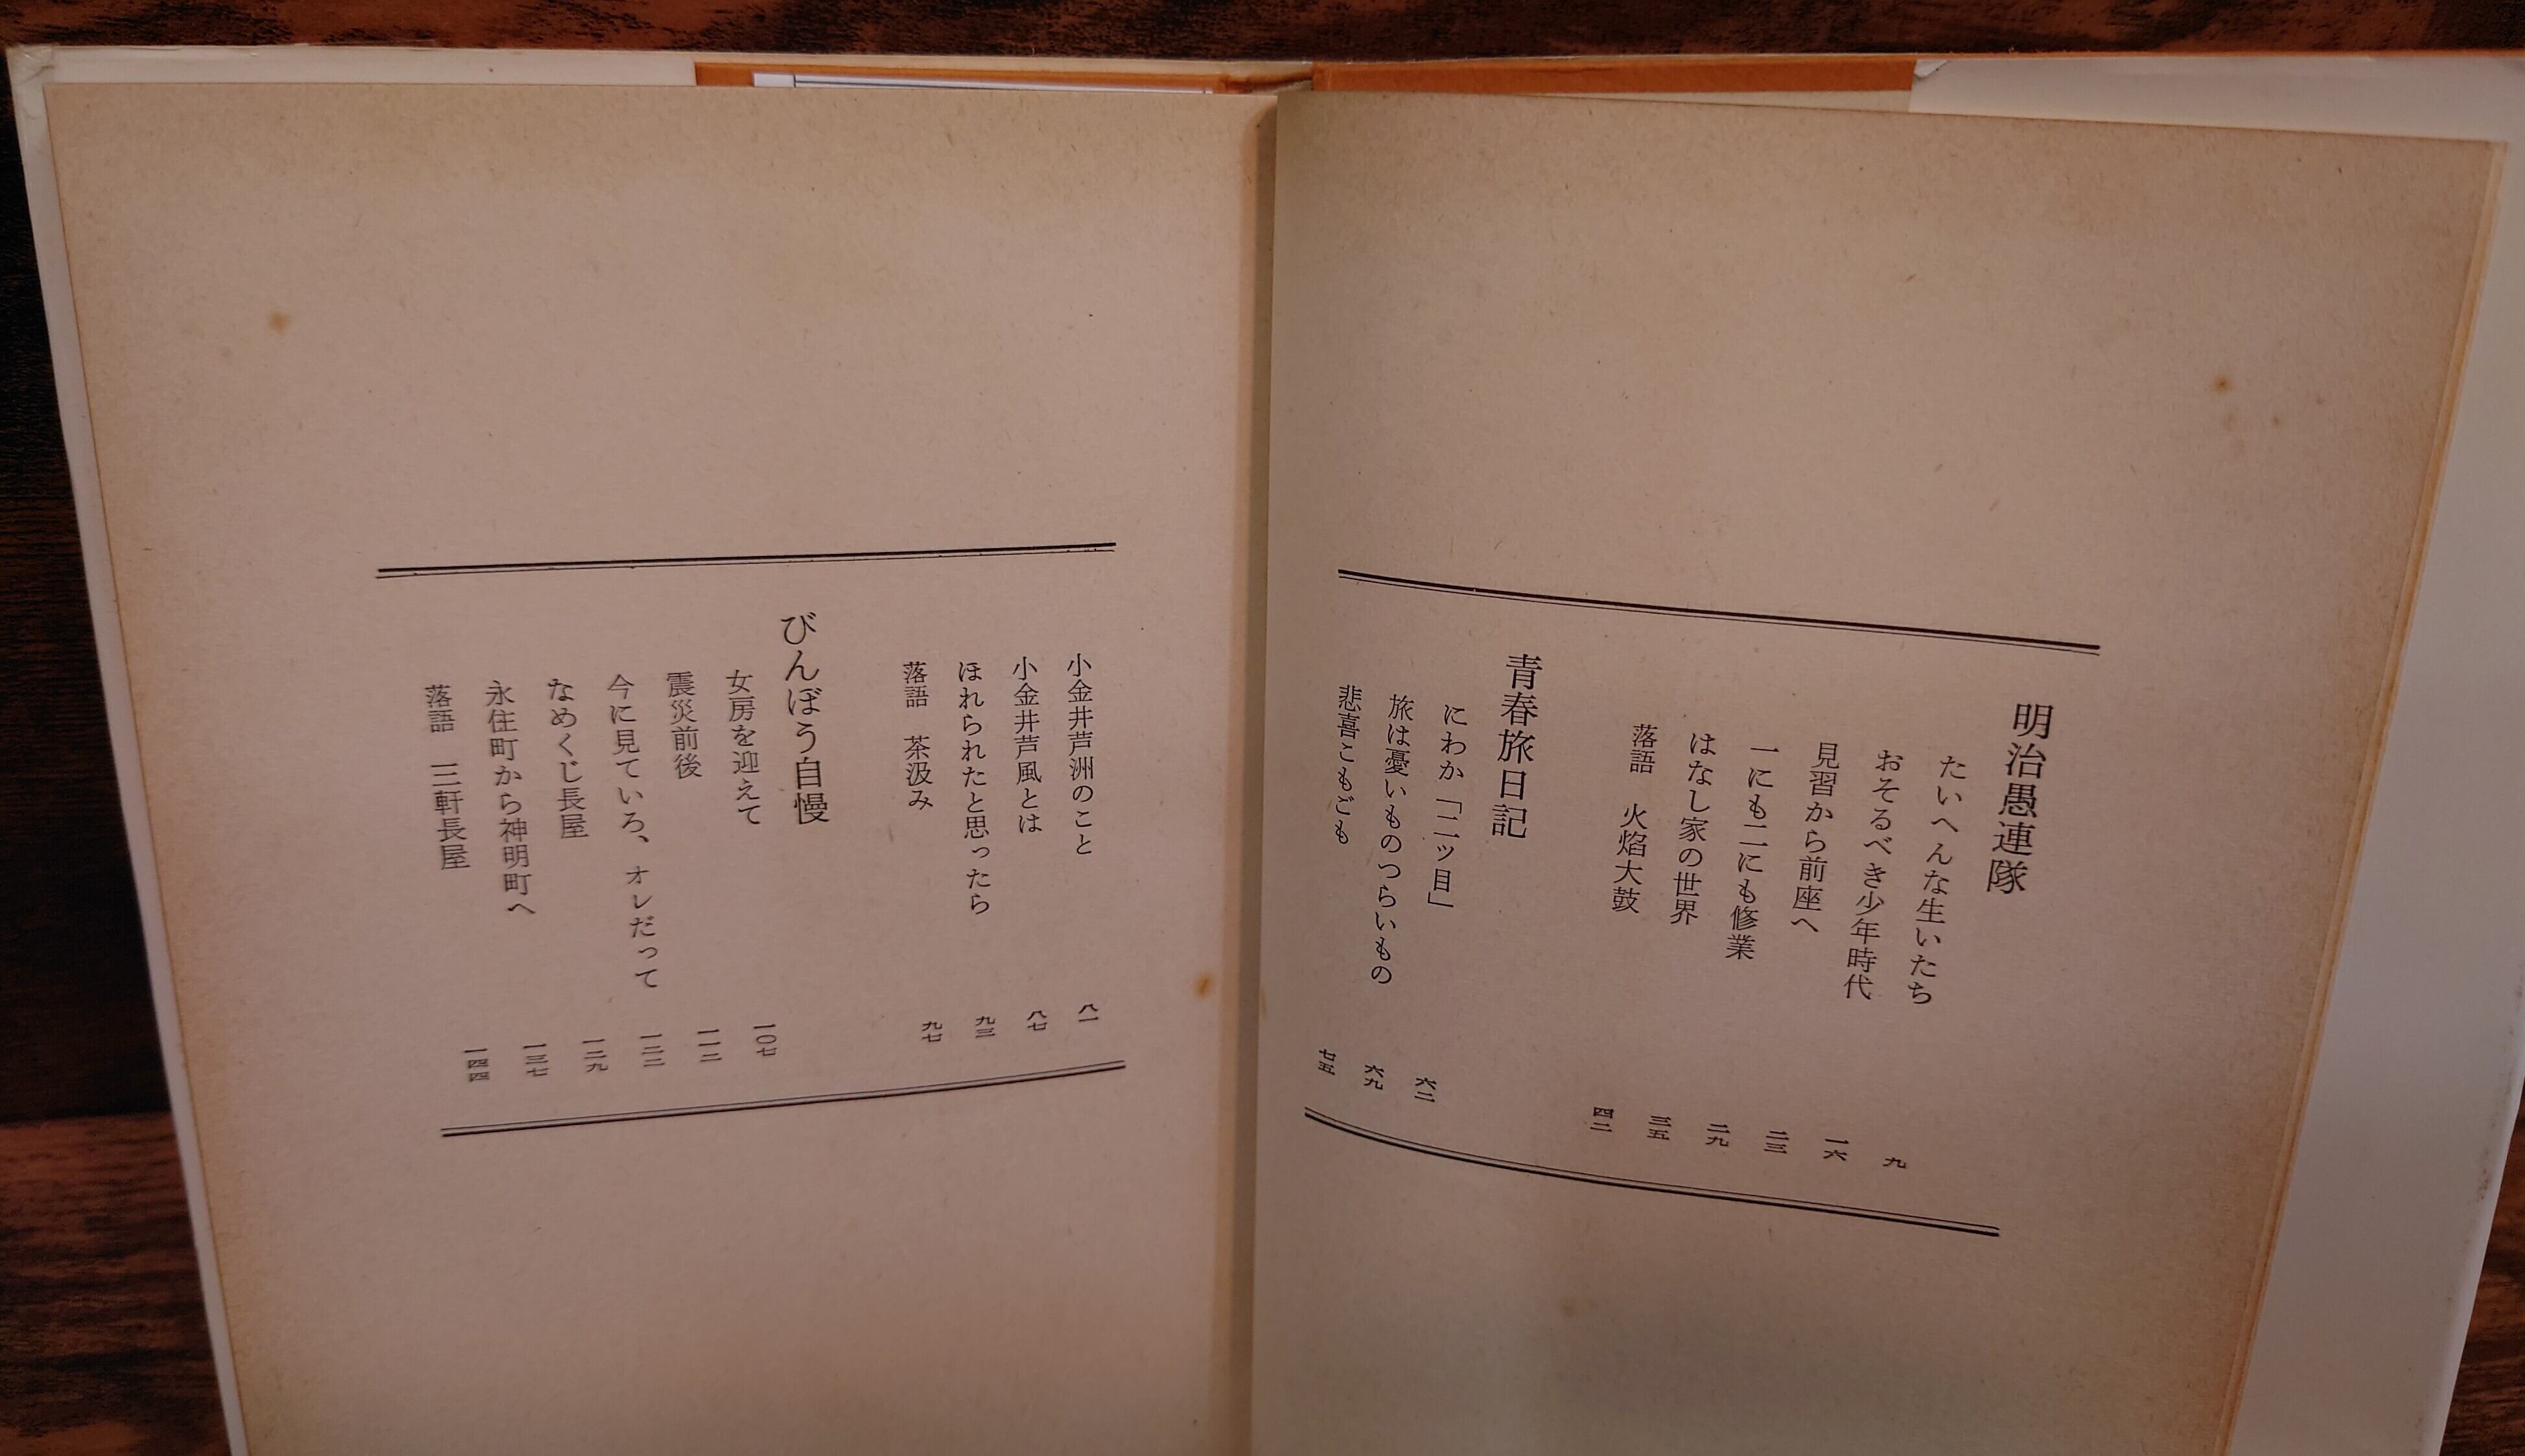 明治愚連隊
たいへんな生いたち 九
おそるべき少年時代 一六
見習から前座へ 二三
一にも二にも修業 二九
はなし家の世界 三五
落語 火焰太鼓 四二
青春旅日記
にわか「二ッ目」 六二
旅は憂いものつらいもの 六九
悲喜こもごも 七五
小金井芦洲のこと 八一
小金井芦風とは 八七
ほれられたと思ったら 九三
落語 茶汲み 九七
びんぼう自慢
女房を迎えて 一〇七
震災前後 一一二
今に見ていろ、オレだって 一二二
なめくじ長屋 一二九
永住町から神明町へ 一三七
落語 三軒長屋 一四四